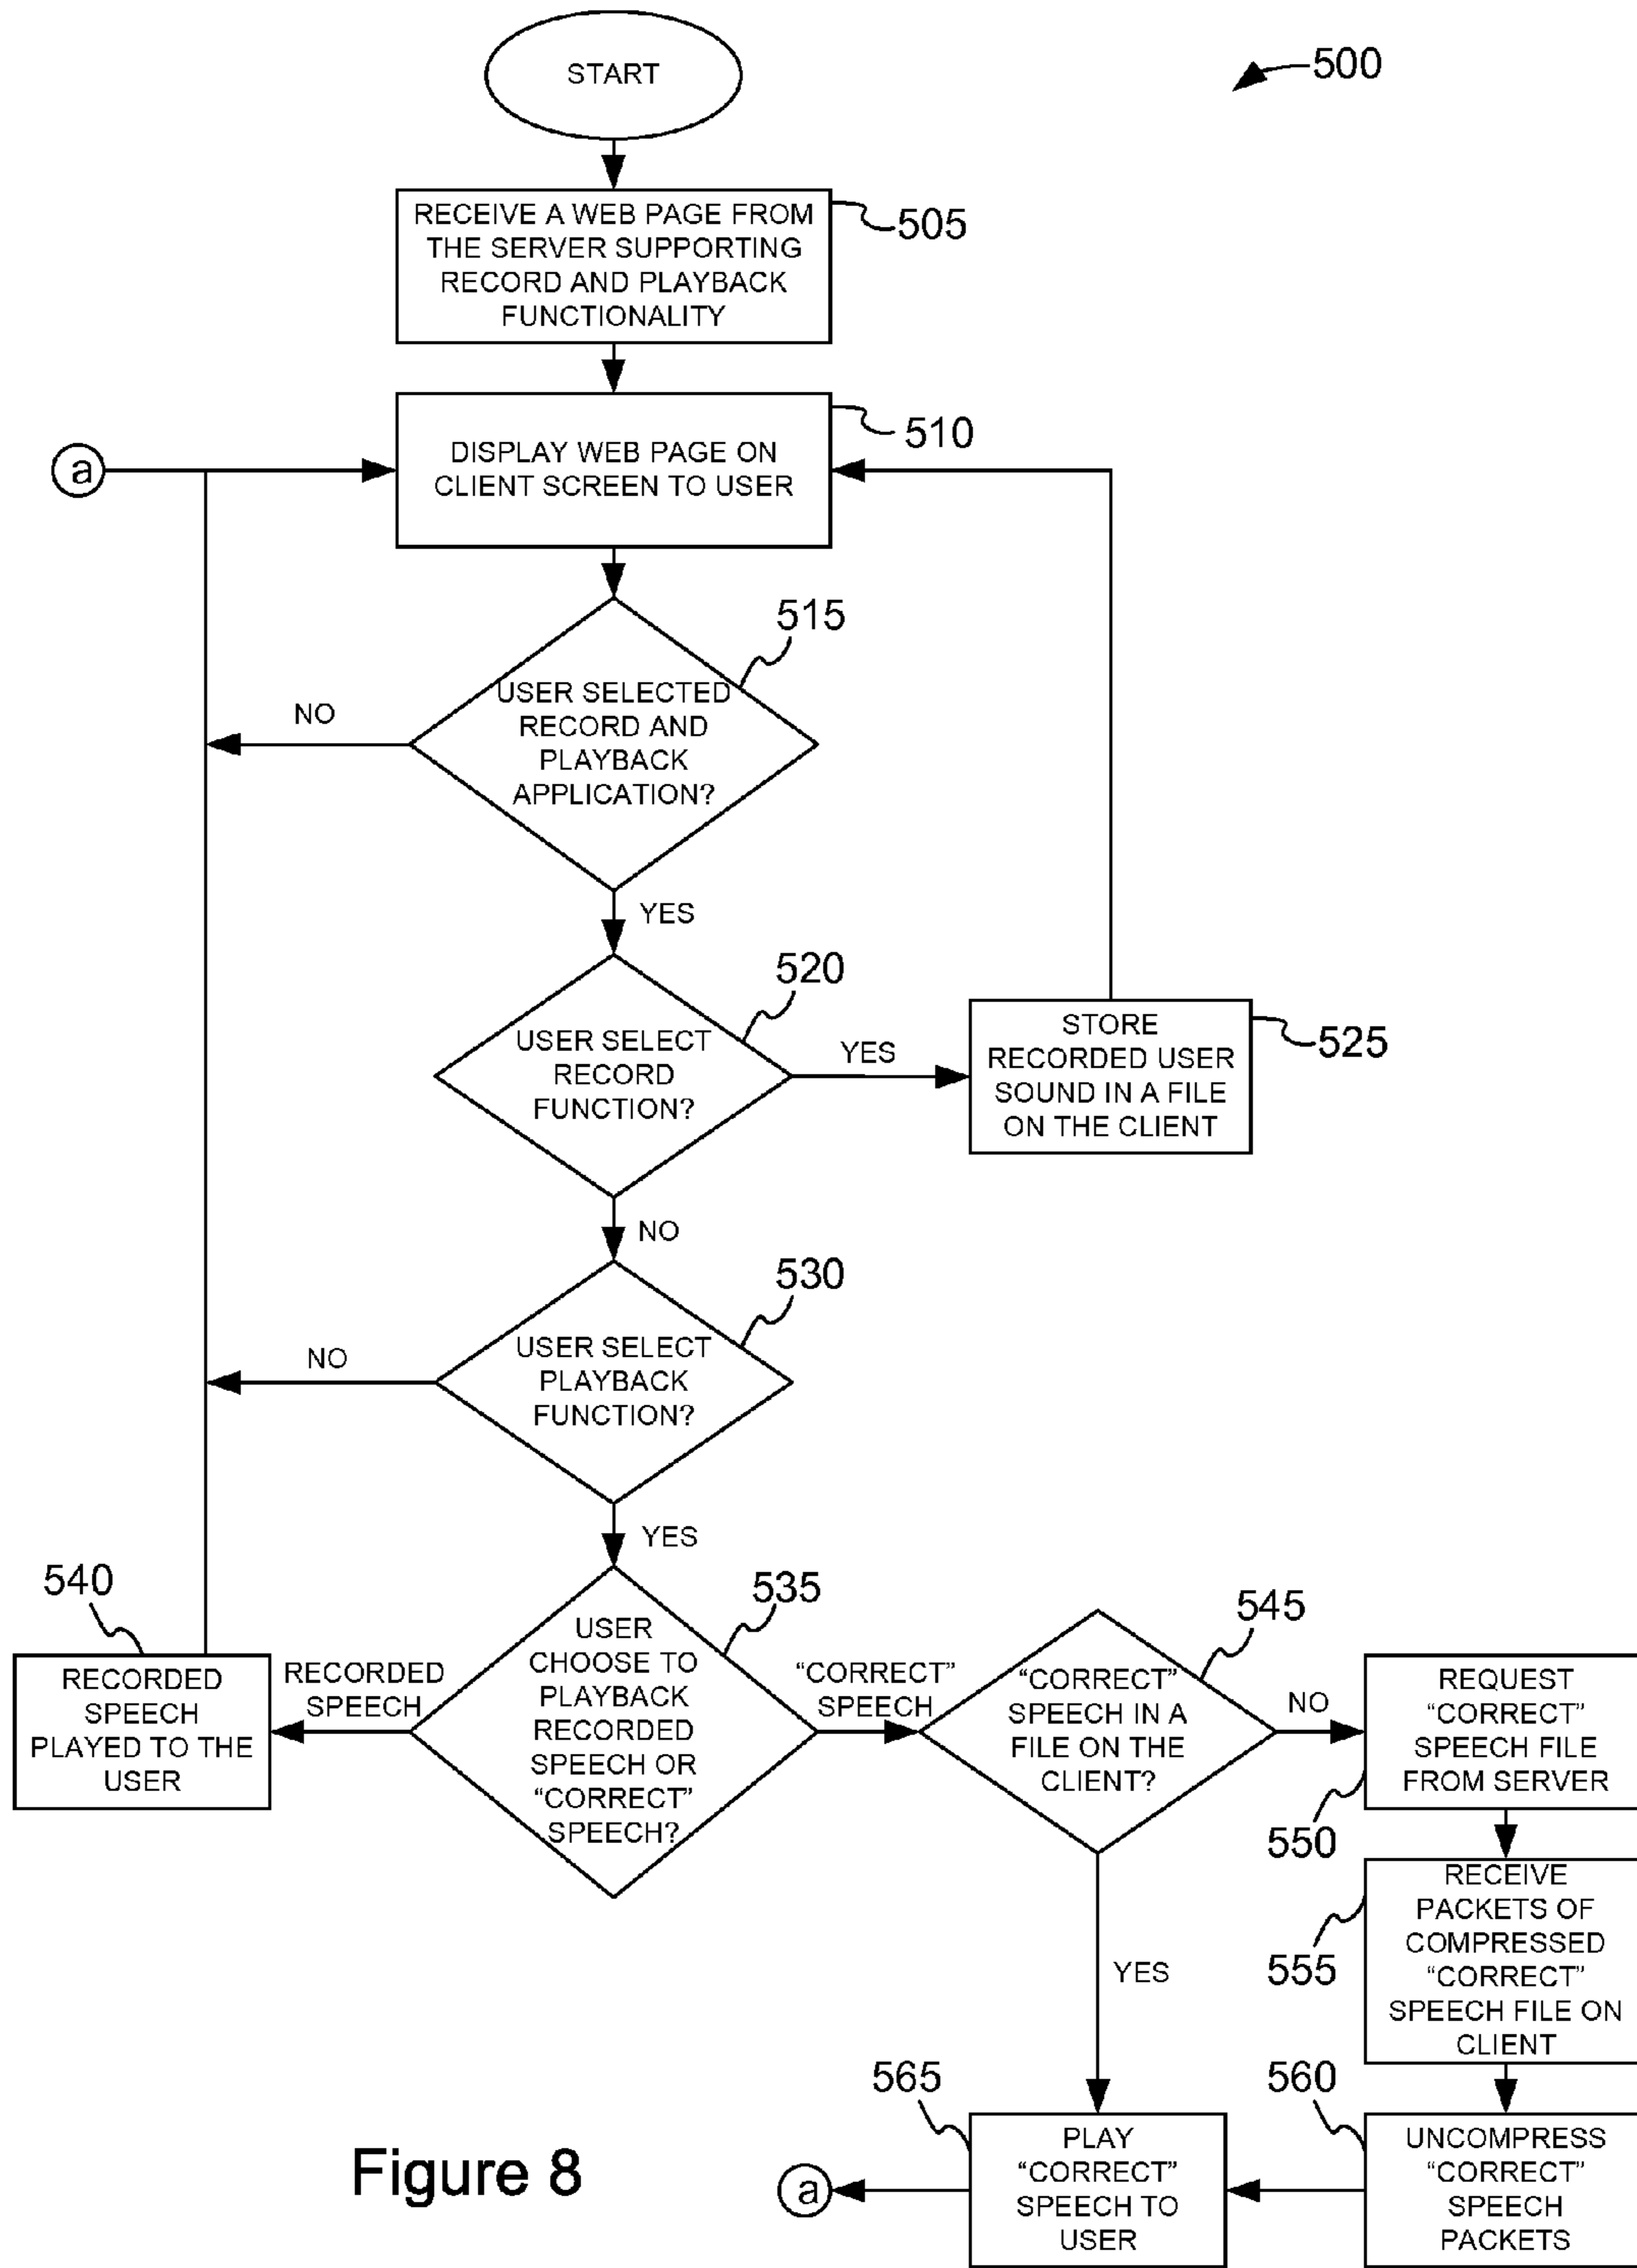 START
500
RECEIVE A WEB PAGE FROM
THE SERVER SUPPORTING
RECORD AND PLAYBACK
FUNCTIONALITY
505
DISPLAY WEB PAGE ON
CLIENT SCREEN TO USER
510
a
USER SELECTED
RECORD AND
PLAYBACK
APPLICATION?
515
NO
YES
USER SELECT
RECORD
FUNCTION?
520
YES
STORE
RECORDED USER
SOUND IN A FILE
ON THE CLIENT
525
NO
USER SELECT
PLAYBACK
FUNCTION?
530
NO
YES
USER
CHOOSE TO
PLAYBACK
RECORDED
SPEECH OR
“CORRECT”
SPEECH?
535
RECORDED
SPEECH
540
RECORDED
SPEECH
PLAYED TO THE
USER
“CORRECT”
SPEECH
“CORRECT”
SPEECH IN A
FILE ON THE
CLIENT?
545
NO
REQUEST
“CORRECT”
SPEECH FILE
FROM SERVER
550
RECEIVE
PACKETS OF
COMPRESSED
“CORRECT”
SPEECH FILE ON
CLIENT
555
YES
UNCOMPRESS
“CORRECT”
SPEECH
PACKETS
560
PLAY
“CORRECT”
SPEECH TO
USER
565
a
Figure 8